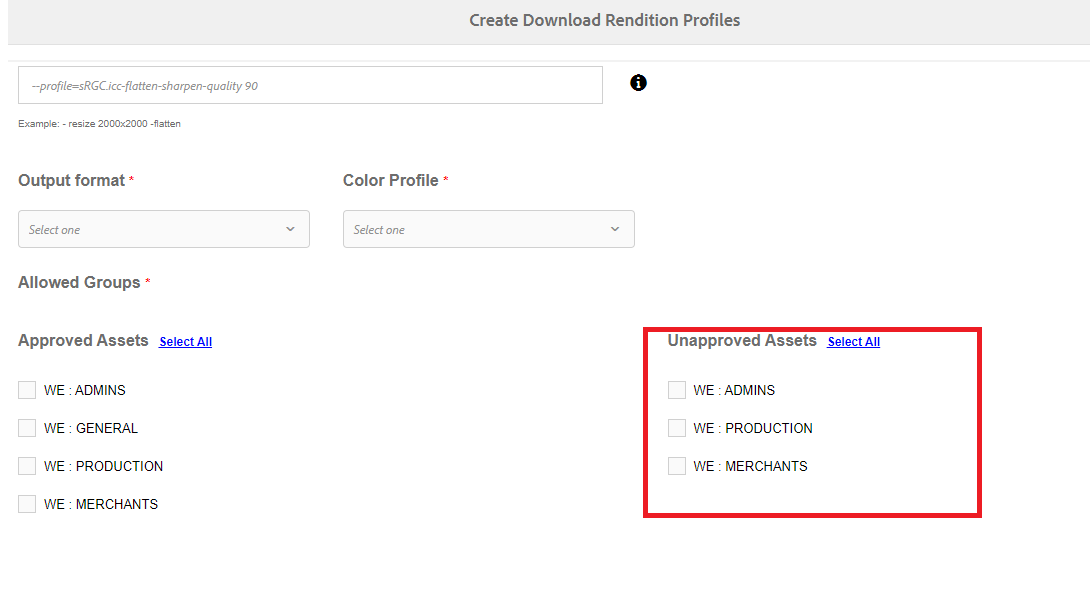 Create Download Rendition Profiles
--profile=sRGC.icc-flatten-sharpen-quality 90
Example: - resize 2000x2000 -flatten
Output format *
Color Profile *
Select one
Select one
Allowed Groups *
Approved Assets Select All
WE : ADMINS
WE : GENERAL
WE : PRODUCTION
WE : MERCHANTS
Unapproved Assets Select All
WE : ADMINS
WE : PRODUCTION
WE : MERCHANTS